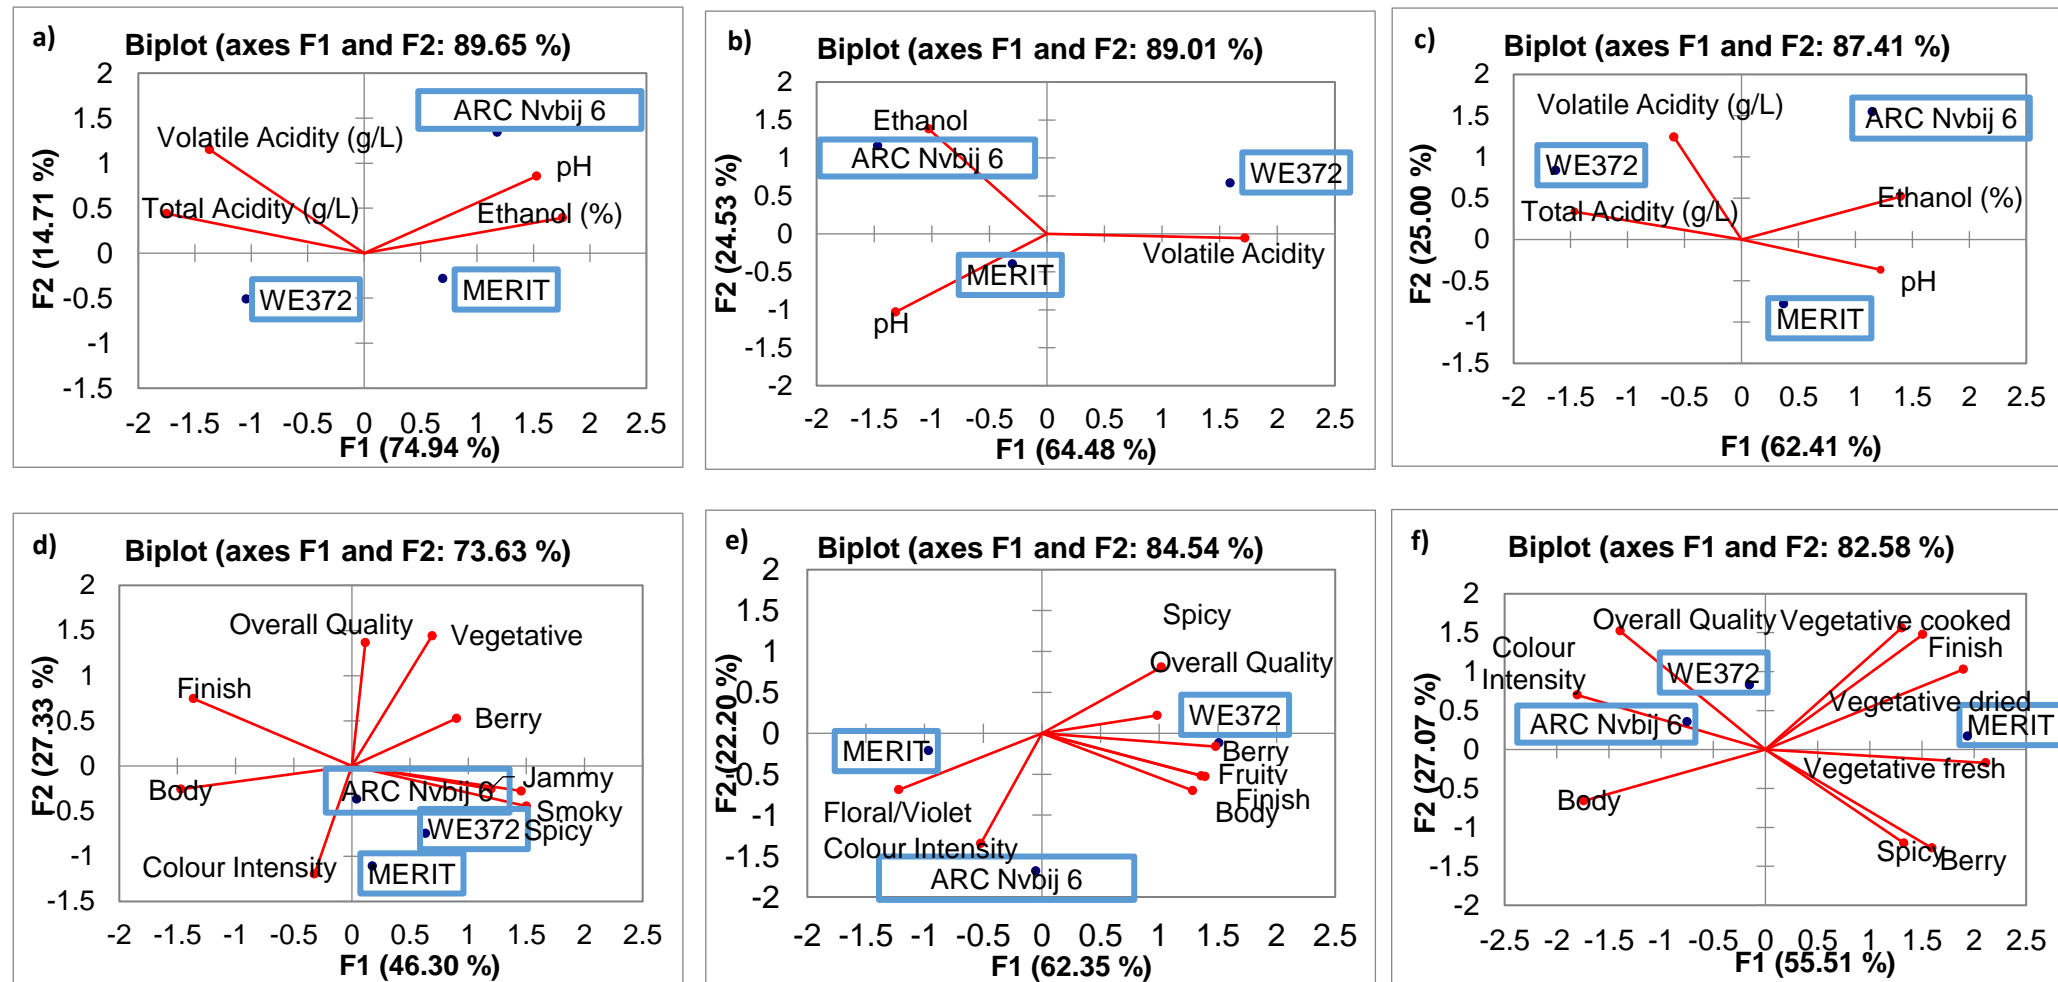 a)
Biplot (axes F1 and F2: 89.65 %)
ARC Nvbij 6
Volatile Acidity (g/L)
pH
Total Acidity (g/L)
Ethanol (%)
WE372
MERIT
F2 (14.71 %)
2
1.5
1
0.5
0
-0.5
-1
-1.5
-2 -1.5 -1 -0.5 0 0.5 1 1.5 2 2.5
F1 (74.94 %)
b)
Biplot (axes F1 and F2: 89.01 %)
Ethanol
ARC Nvbij 6
WE372
Volatile Acidity
MERIT
pH
F2 (24.53 %)
2
1.5
1
0.5
0
-0.5
-1
-1.5
-2
-2 -1.5 -1 -0.5 0 0.5 1 1.5 2 2.5
F1 (64.48 %)
c)
Biplot (axes F1 and F2: 87.41 %)
Volatile Acidity (g/L)
ARC Nvbij 6
WE372
Total Acidity (g/L)
Ethanol (%)
pH
MERIT
F2 (25.00 %)
2
1.5
1
0.5
0
-0.5
-1
-1.5
-2 -1.5 -1 -0.5 0 0.5 1 1.5 2 2.5
F1 (62.41 %)
d)
Biplot (axes F1 and F2: 73.63 %)
Overall Quality
Vegetative
Finish
Berry
Body
Jammy
ARC Nvbij 6
Smoky
WE372
Spicy
Colour Intensity
MERIT
F2 (27.33 %)
2
1.5
1
0.5
0
-0.5
-1
-1.5
-2 -1.5 -1 -0.5 0 0.5 1 1.5 2 2.5
F1 (46.30 %)
e)
Biplot (axes F1 and F2: 84.54 %)
Spicy
Overall Quality
WE372
MERIT
Berry
Fruity
Finish
Body
Floral/Violet
Colour Intensity
ARC Nvbij 6
F2 (22.20 %)
2
1.5
1
0.5
0
-0.5
-1
-1.5
-2
-2 -1.5 -1 -0.5 0 0.5 1 1.5 2 2.5
F1 (62.35 %)
f)
Biplot (axes F1 and F2: 82.58 %)
Overall Quality
Vegetative cooked
Colour
Intensity
Finish
WE372
Vegetative dried
ARC Nvbij 6
MERIT
Vegetative fresh
Body
Spicy
Berry
F2 (27.07 %)
2
1.5
1
0.5
0
-0.5
-1
-1.5
-2
-2.5 -2 -1.5 -1 -0.5 0 0.5 1 1.5 2 2.5
F1 (55.51 %)